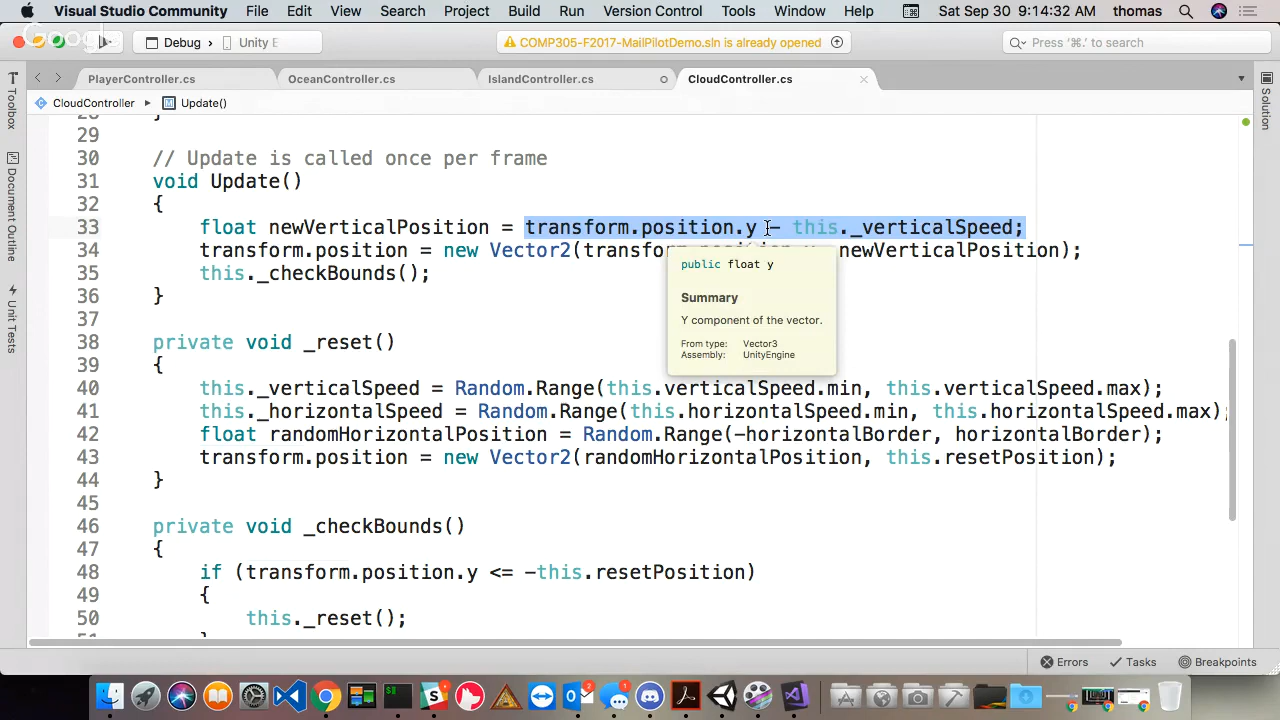 Visual Studio Community File Edit View Search Project Build Run Version Control Tools Window Help Sat Sep 30 9:14:32 AM thomas
Google
Debug › Unity E
COMP305-F2017-MailPilotDemo.sln is already opened
Press '⌘.' to search
PlayerController.cs OceanController.cs IslandController.cs CloudController.cs
CloudController ▸ M Update()
Toolbox
Document Outline
Unit Tests
Solution
28 }
29
30 // Update is called once per frame
31 void Update()
32 {
33 float newVerticalPosition = transform.position.y - this._verticalSpeed;
34 transform.position = new Vector2(transform newVerticalPosition);
35 this._checkBounds();
36 }
37
38 private void _reset()
39 {
40 this._verticalSpeed = Random.Range(this.verticalSpeed.min, this.verticalSpeed.max);
41 this._horizontalSpeed = Random.Range(this.horizontalSpeed.min, this.horizontalSpeed.max);
42 float randomHorizontalPosition = Random.Range(-horizontalBorder, horizontalBorder);
43 transform.position = new Vector2(randomHorizontalPosition, this.resetPosition);
44 }
45
46 private void _checkBounds()
47 {
48 if (transform.position.y <= -this.resetPosition)
49 {
50 this._reset();
public float y
Summary
Y component of the vector.
From type: Vector3
Assembly: UnityEngine
Errors Tasks Breakpoints